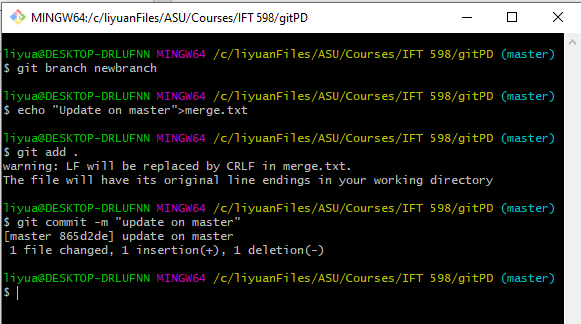 MINGW64:/c/liyuanFiles/ASU/Courses/IFT 598/gitPD
liyua@DESKTOP-DRLUFNN MINGW64 /c/liyuanFiles/ASU/Courses/IFT 598/gitPD (master)
$ git branch newbranch
liyua@DESKTOP-DRLUFNN MINGW64 /c/liyuanFiles/ASU/Courses/IFT 598/gitPD (master)
$ echo "Update on master">merge.txt
liyua@DESKTOP-DRLUFNN MINGW64 /c/liyuanFiles/ASU/Courses/IFT 598/gitPD (master)
$ git add .
warning: LF will be replaced by CRLF in merge.txt.
The file will have its original line endings in your working directory
liyua@DESKTOP-DRLUFNN MINGW64 /c/liyuanFiles/ASU/Courses/IFT 598/gitPD (master)
$ git commit -m "update on master"
[master 865d2de] update on master
 1 file changed, 1 insertion(+), 1 deletion(-)
liyua@DESKTOP-DRLUFNN MINGW64 /c/liyuanFiles/ASU/Courses/IFT 598/gitPD (master)
$